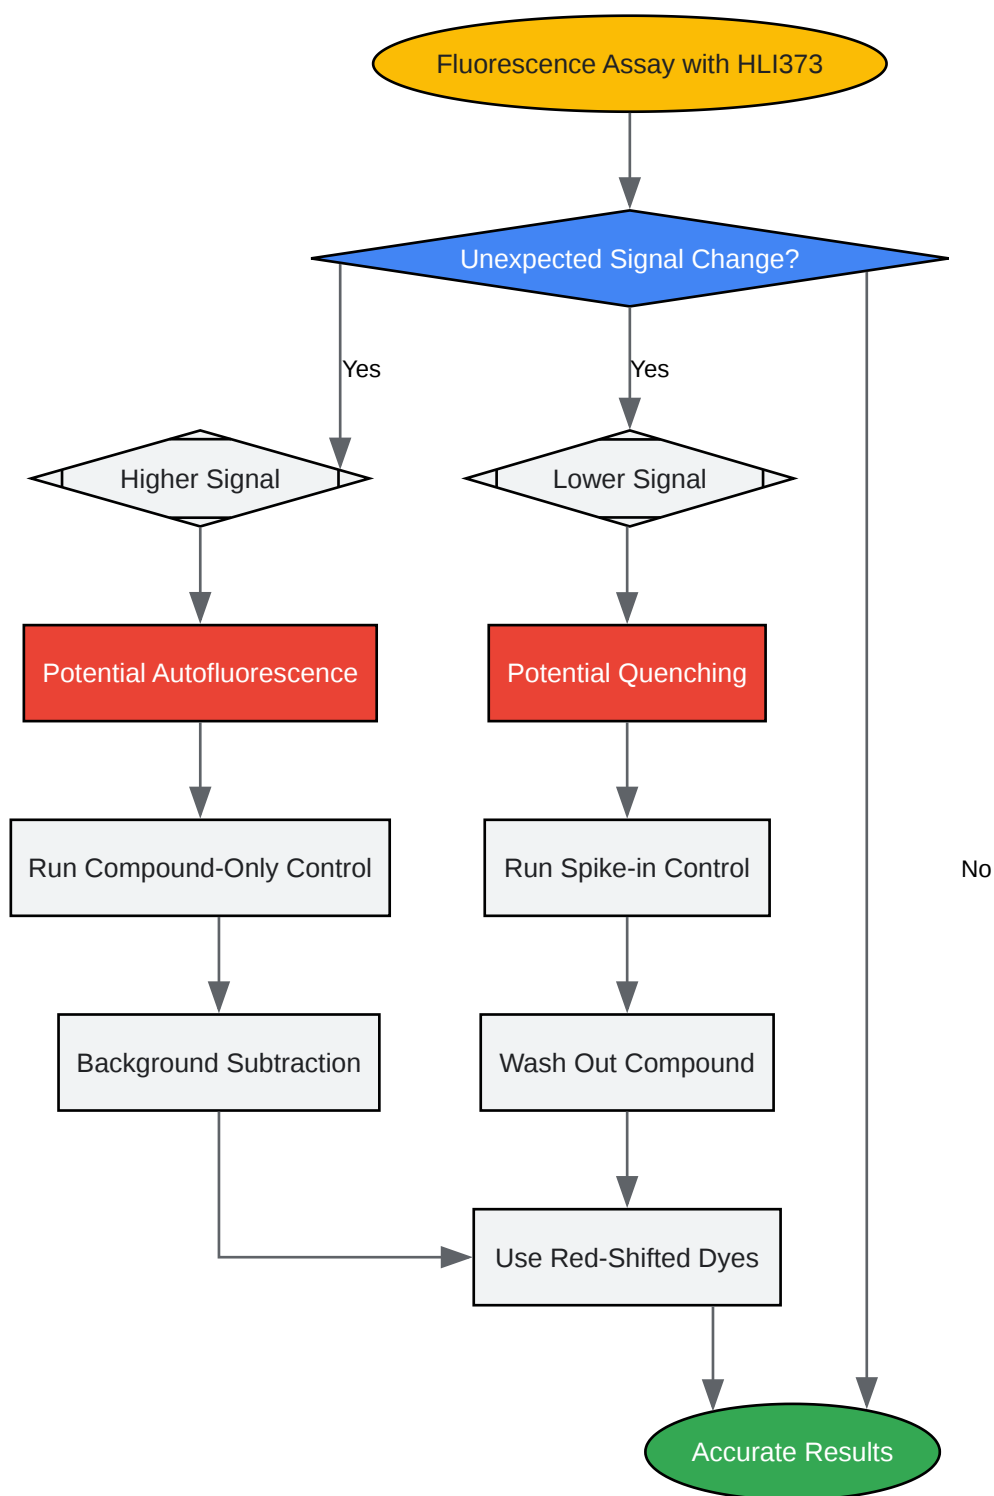 Fluorescence Assay with HLI373
Unexpected Signal Change?
Yes
Yes
Higher Signal
Lower Signal
Potential Autofluorescence
Potential Quenching
Run Compound-Only Control
Run Spike-in Control
No
Background Subtraction
Wash Out Compound
Use Red-Shifted Dyes
Accurate Results